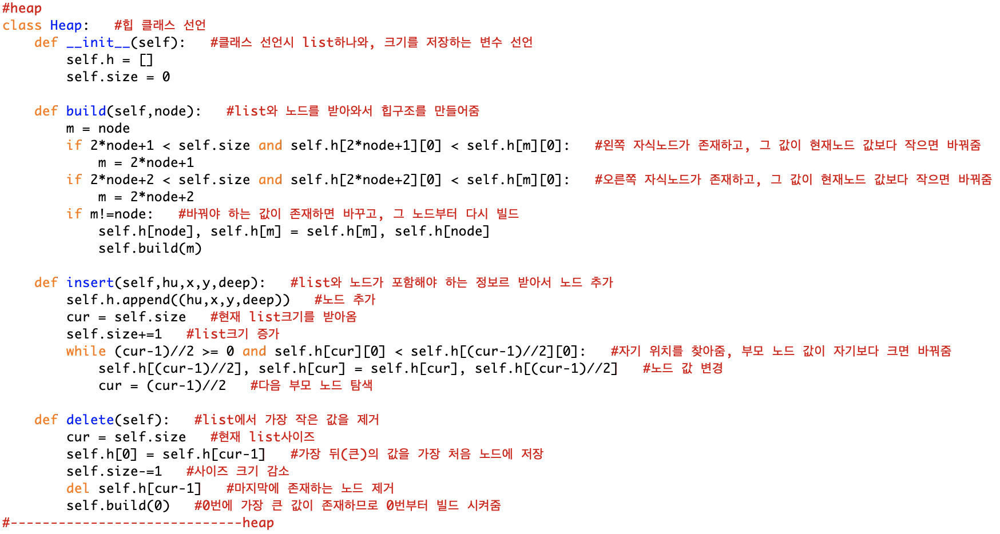 #heap
class Heap:   #힙 클래스 선언
    def __init__(self):   #클래스 선언시 list하나와, 크기를 저장하는 변수 선언
        self.h = []
        self.size = 0

    def build(self,node):   #list와 노드를 받아와서 힙구조를 만들어줌
        m = node
        if 2*node+1 < self.size and self.h[2*node+1][0] < self.h[m][0]:   #왼쪽 자식노드가 존재하고, 그 값이 현재노드 값보다 작으면 바꿔줌
            m = 2*node+1
        if 2*node+2 < self.size and self.h[2*node+2][0] < self.h[m][0]:   #오른쪽 자식노드가 존재하고, 그 값이 현재노드 값보다 작으면 바꿔줌
            m = 2*node+2
        if m!=node:   #바꿔야 하는 값이 존재하면 바꾸고, 그 노드부터 다시 빌드
            self.h[node], self.h[m] = self.h[m], self.h[node]
            self.build(m)

    def insert(self,hu,x,y,deep):   #list와 노드가 포함해야 하는 정보르 받아서 노드 추가
        self.h.append((hu,x,y,deep))   #노드 추가
        cur = self.size   #현재 list크기를 받아옴
        self.size+=1   #list크기 증가
        while (cur-1)//2 >= 0 and self.h[cur][0] < self.h[(cur-1)//2][0]:   #자기 위치를 찾아줌, 부모 노드 값이 자기보다 크면 바꿔줌
            self.h[(cur-1)//2], self.h[cur] = self.h[cur], self.h[(cur-1)//2]   #노드 값 변경
            cur = (cur-1)//2   #다음 부모 노드 탐색

    def delete(self):   #list에서 가장 작은 값을 제거
        cur = self.size   #현재 list사이즈
        self.h[0] = self.h[cur-1]   #가장 뒤(큰)의 값을 가장 처음 노드에 저장
        self.size-=1   #사이즈 크기 감소
        del self.h[cur-1]   #마지막에 존재하는 노드 제거
        self.build(0)   #0번에 가장 큰 값이 존재하므로 0번부터 빌드 시켜줌
#-----------------------------heap